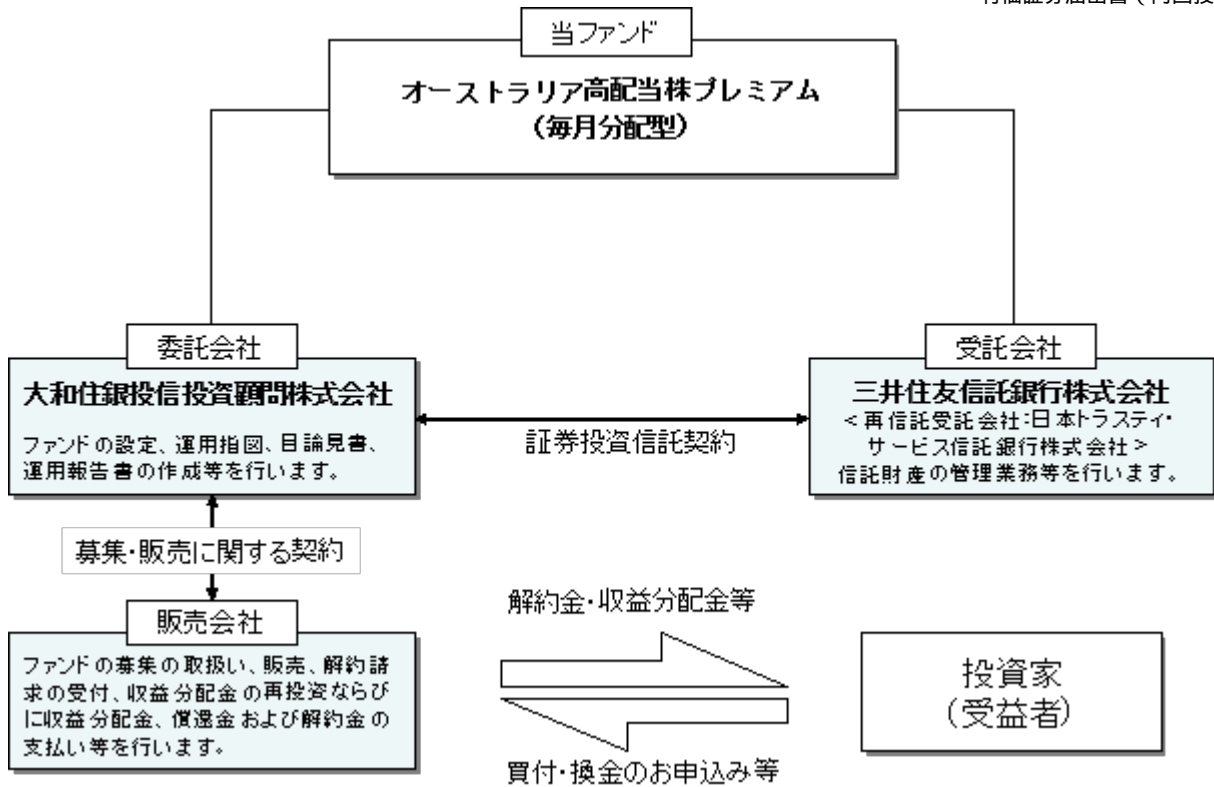 当ファンド
オーストラリア高配当株プレミアム
（毎月分配型）
委託会社
大和住銀投信投資顧問株式会社
ファンドの設定、運用指図、目論見書、
運用報告書の作成等を行います。
証券投資信託契約
受託会社
三井住友信託銀行株式会社
＜再信託受託会社：日本トラスティ・
サービス信託銀行株式会社＞
信託財産の管理業務等を行います。
募集・販売に関する契約
販売会社
ファンドの募集の取扱い、販売、解約請
求の受付、収益分配金の再投資ならび
に収益分配金、償還金および解約金の
支払い等を行います。
解約金・収益分配金等
買付・換金のお申込み等
投資家
（受益者）